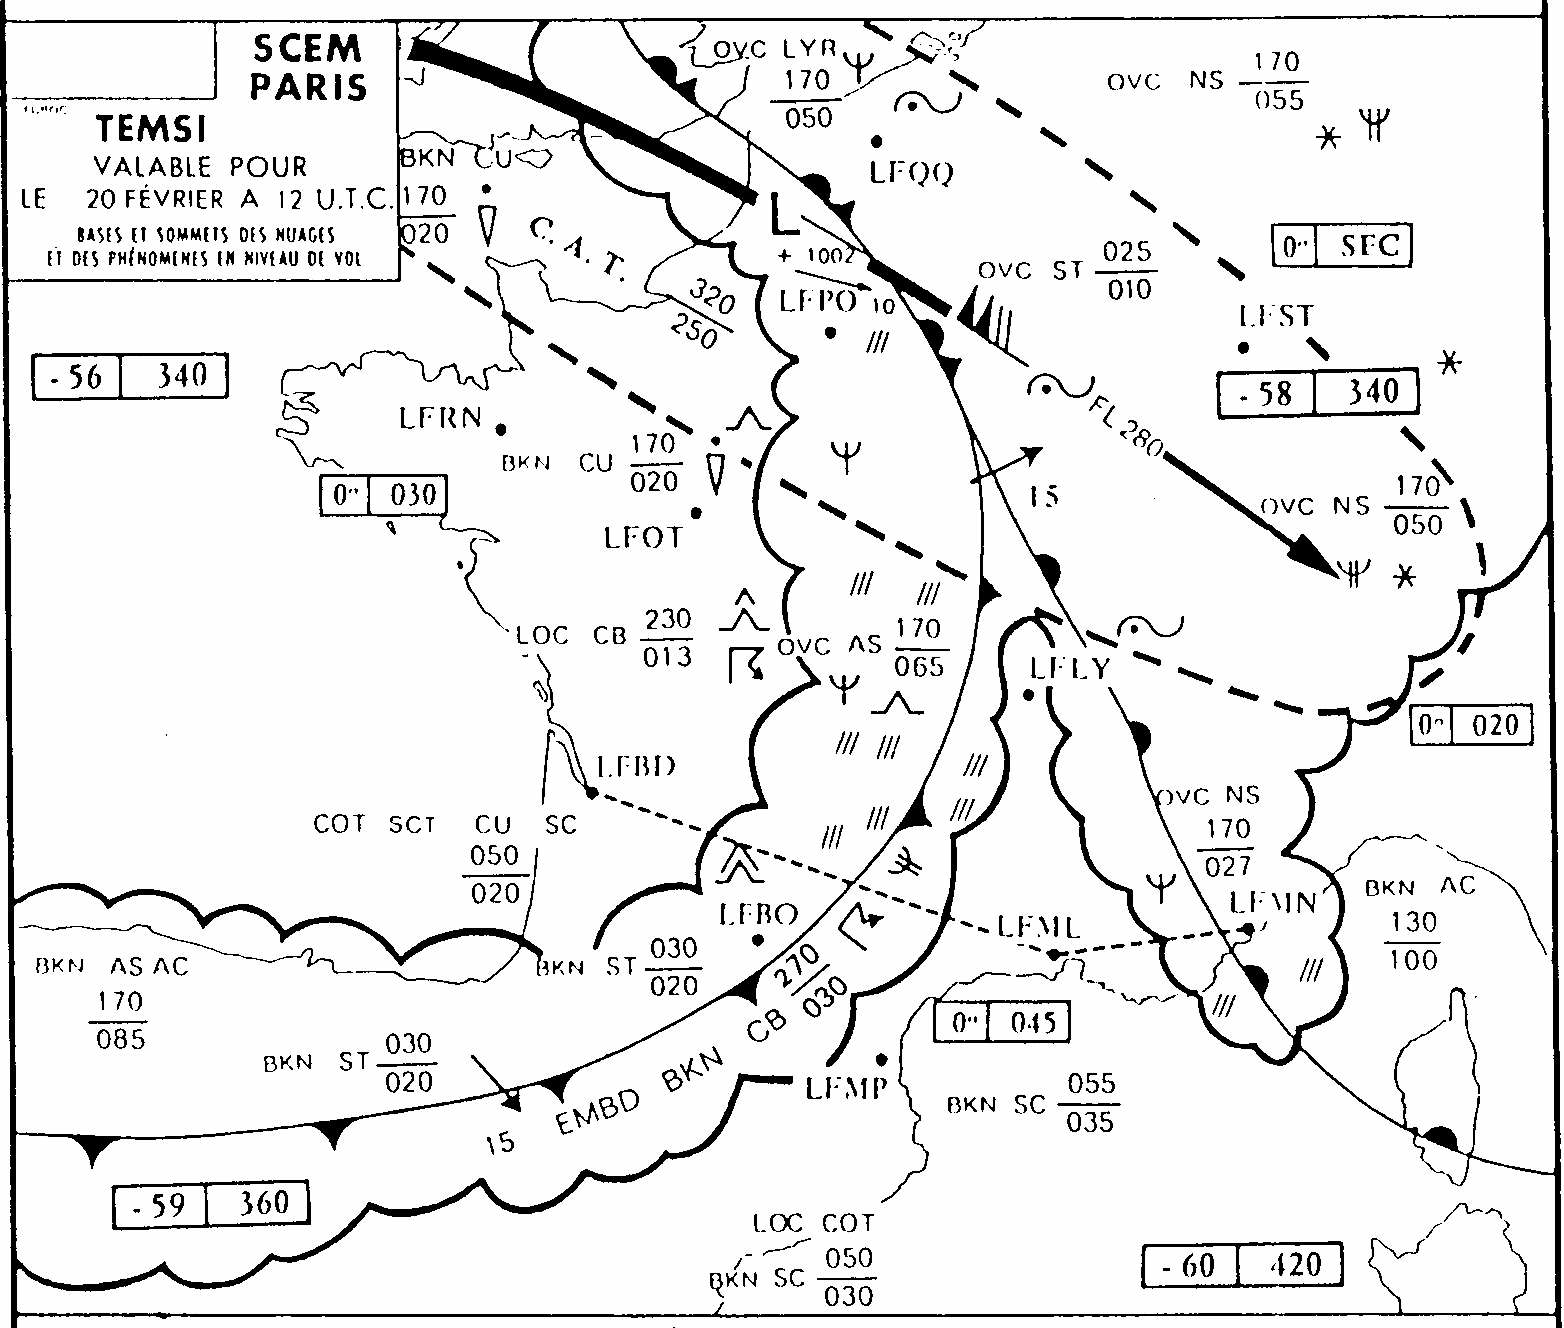 SCEM
PARIS
TEMSI
VALABLE POUR
LE 20 FÉVRIER A 12 U.T.C.
BASES ET SOMMETS DES NUAGES
ET DES PHÉNOMENES EN NIVEAU DE VOL
OVC LYR
170
050
OVC NS 170
055
BKN CU
170
020
LFQQ
C. A. T.
320
250
L
+ 1002
LFPO
10
OVC ST 025
010
0° SFC
LFST
- 56 340
- 58 340
LFRN
BKN CU 170
020
FL 280
0° 030
15
OVC NS 170
050
LFOT
LOC CB 230
013
OVC AS 170
065
LFLY
0° 020
LFBD
COT SCT CU SC
050
020
OVC NS
170
027
LFBO
LFML
LFMN
BKN AC
130
100
BKN AS AC
170
085
BKN ST 030
020
0° 045
BKN ST 030
020
15
EMBD BKN CB 270
030
LFMP
BKN SC 055
035
- 59 360
LOC COT
BKN SC 050
030
- 60 420